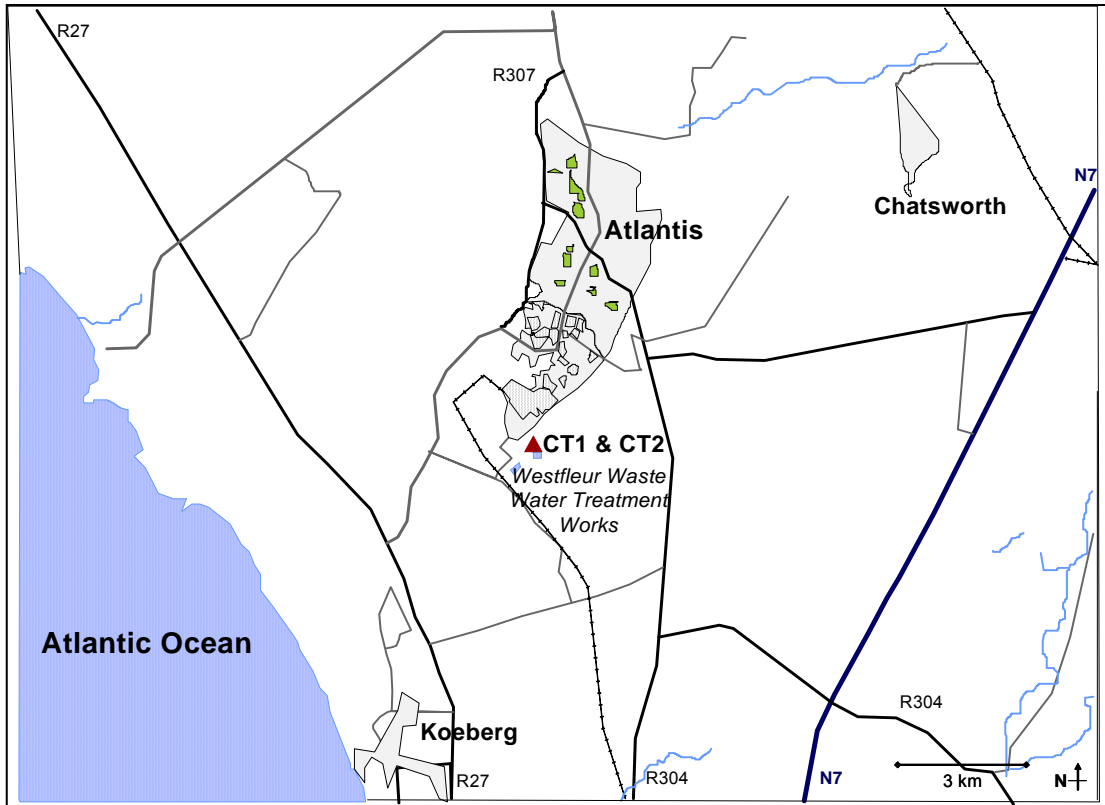 R27
R307
N7
Chatsworth
Atlantis
CT1 & CT2
Westfleur Waste
Water Treatment
Works
Atlantic Ocean
R304
Koeberg
R27
R304
N7
3 km
N